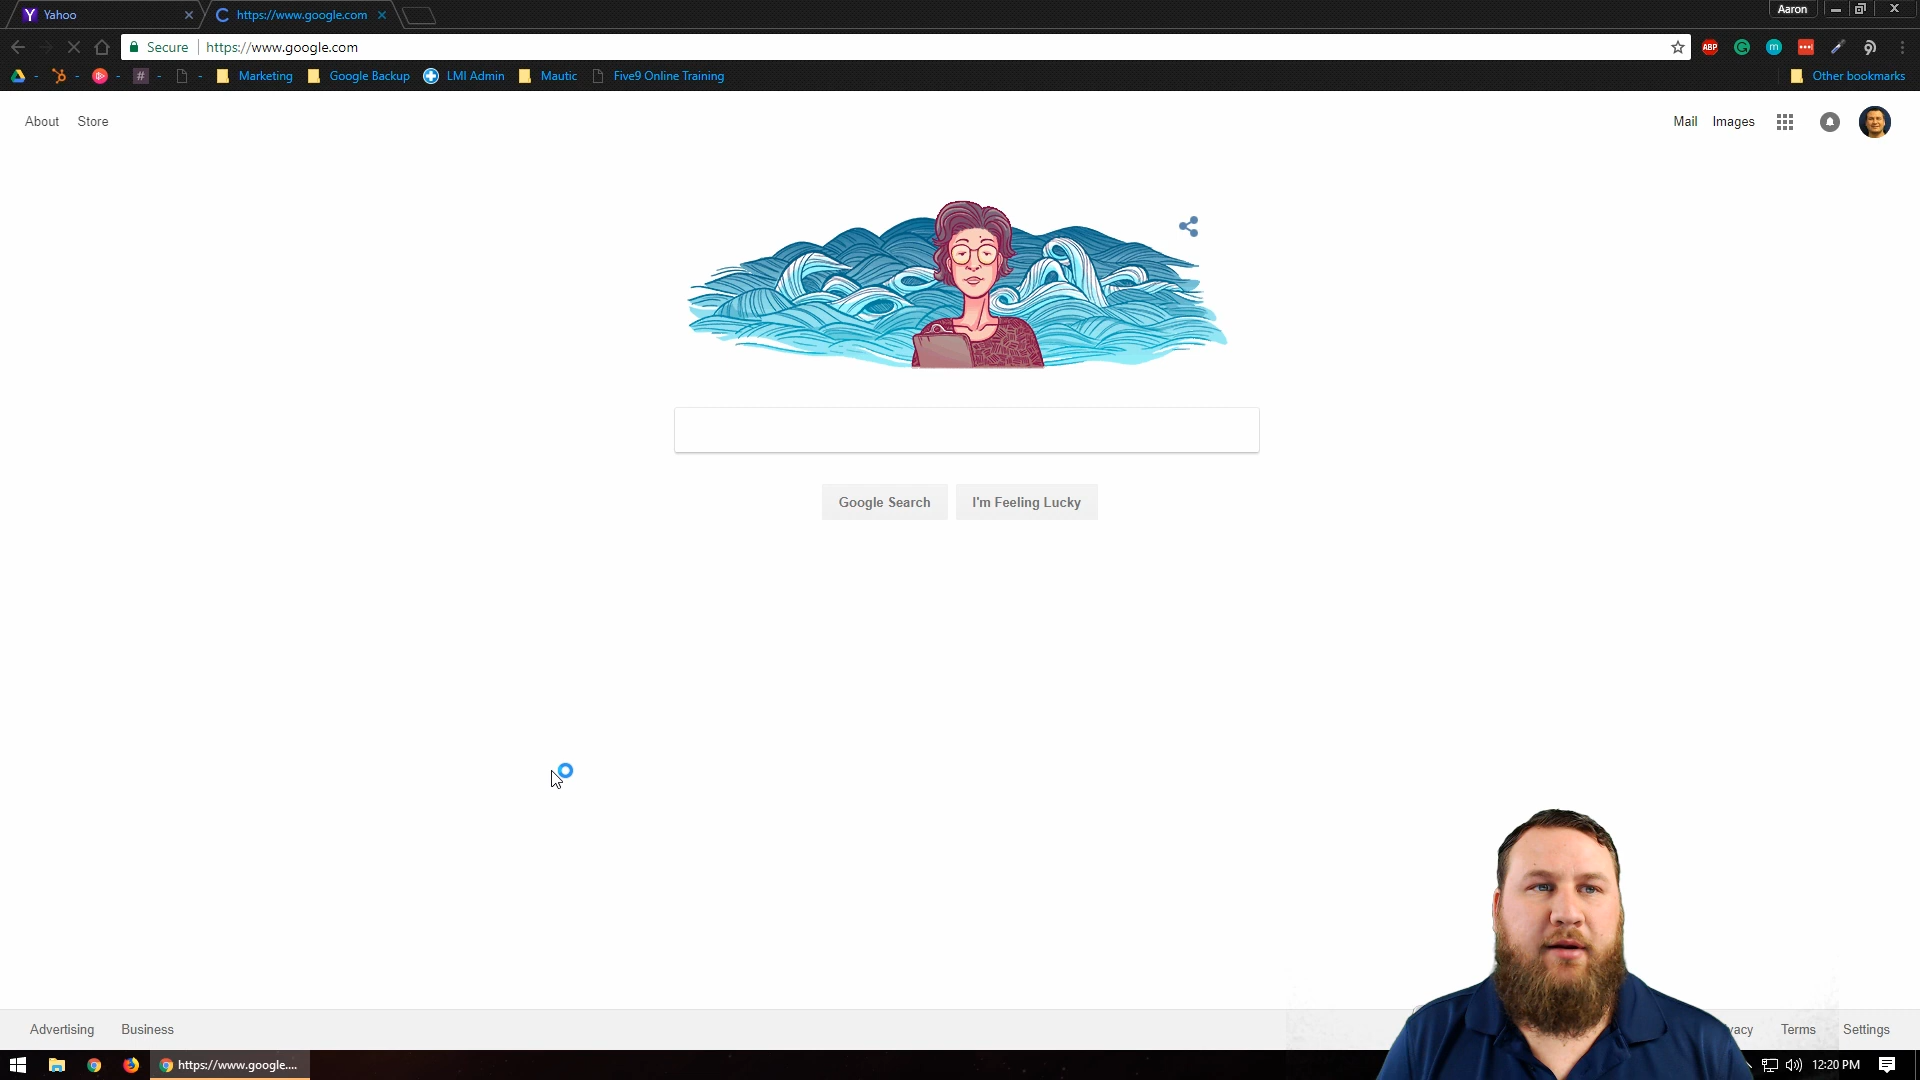 Yahoo
https://www.google.com
Aaron
Secure
https://www.google.com
ABP
m
#
Marketing
Google Backup
LMI Admin
Mautic
Five9 Online Training
Other bookmarks
About
Store
Mail
Images
Google Search
I'm Feeling Lucky
Advertising
Business
Terms
Settings
https://www.google....
12:20 PM